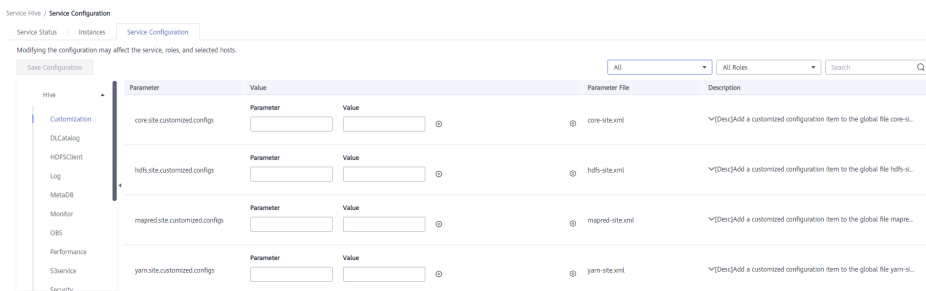 Service Hive / Service Configuration
Service Status Instances Service Configuration
Modifying the configuration may affect the service, roles, and selected hosts.
Save Configuration All All Roles Search
Hive
Customization
DLCatalog
HDFSClient
Log
MetaDB
Monitor
OBS
Performance
S3service
Security
Parameter Value Parameter File Description
Parameter Value
core.site.customized.configs core-site.xml [Desc]Add a customized configuration item to the global file core-si...
Parameter Value
hdfs.site.customized.configs hdfs-site.xml [Desc]Add a customized configuration item to the global file hdfs-si...
Parameter Value
mapred.site.customized.configs mapred-site.xml [Desc]Add a customized configuration item to the global file mapre...
Parameter Value
yarn.site.customized.configs yarn-site.xml [Desc]Add a customized configuration item to the global file yarn-si...